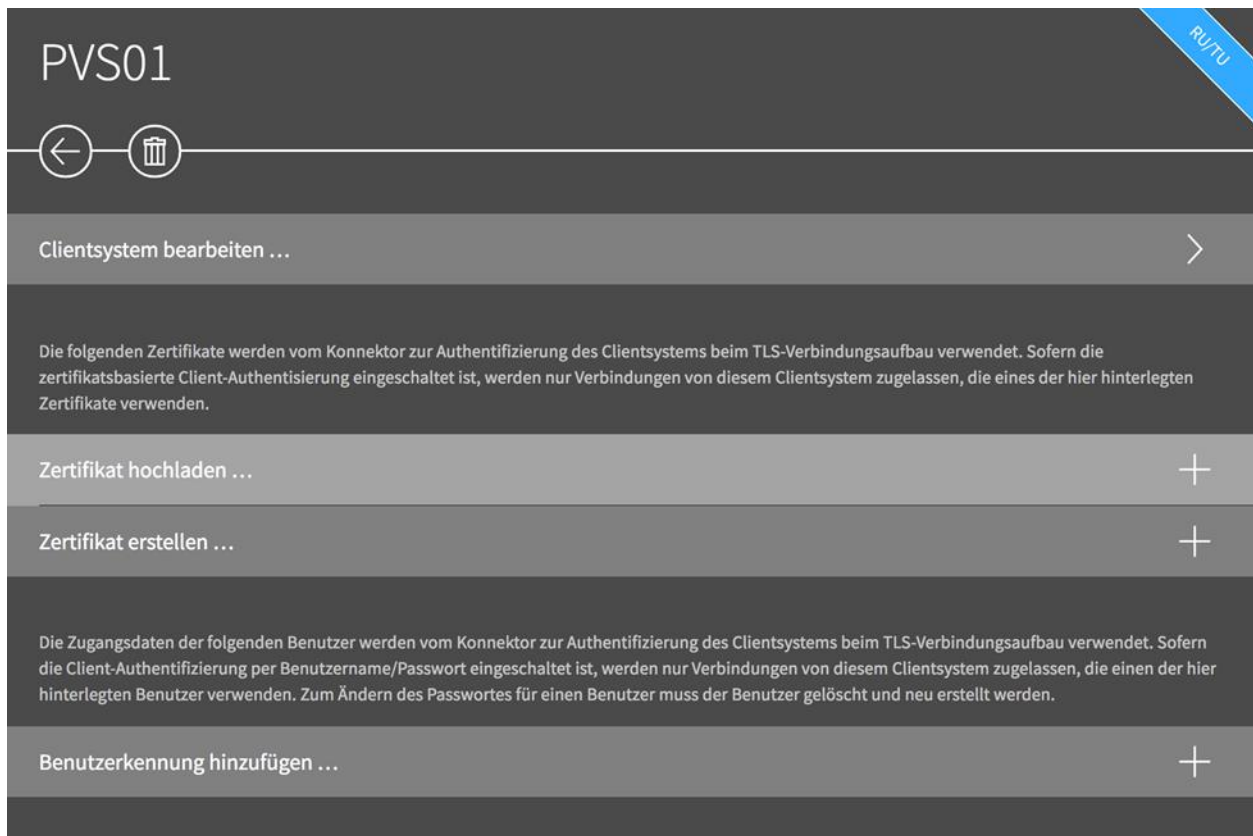 PVS01
RU/TU
Clientsystem bearbeiten …
Die folgenden Zertifikate werden vom Konnektor zur Authentifizierung des Clientsystems beim TLS-Verbindungsaufbau verwendet. Sofern die
zertifikatsbasierte Client-Authentisierung eingeschaltet ist, werden nur Verbindungen von diesem Clientsystem zugelassen, die eines der hier hinterlegten
Zertifikate verwenden.
Zertifikat hochladen …
Zertifikat erstellen …
Die Zugangsdaten der folgenden Benutzer werden vom Konnektor zur Authentifizierung des Clientsystems beim TLS-Verbindungsaufbau verwendet. Sofern
die Client-Authentifizierung per Benutzername/Passwort eingeschaltet ist, werden nur Verbindungen von diesem Clientsystem zugelassen, die einen der hier
hinterlegten Benutzer verwenden. Zum Ändern des Passwortes für einen Benutzer muss der Benutzer gelöscht und neu erstellt werden.
Benutzerkennung hinzufügen …